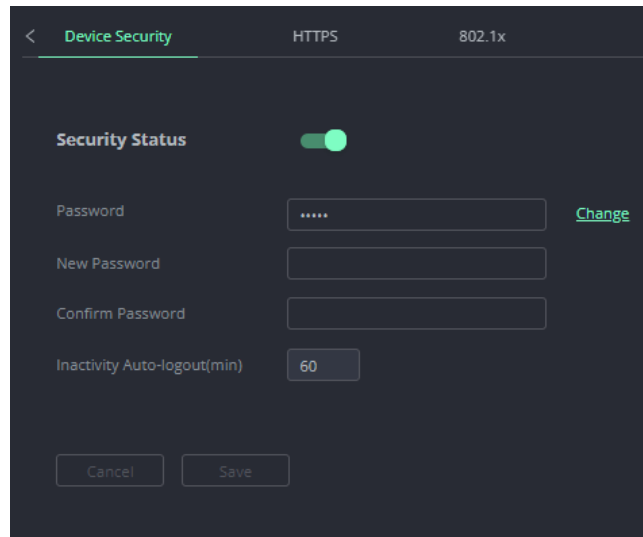 < Device Security HTTPS 802.1x
Security Status
Password ••••• Change
New Password
Confirm Password
Inactivity Auto-logout(min) 60
Cancel Save